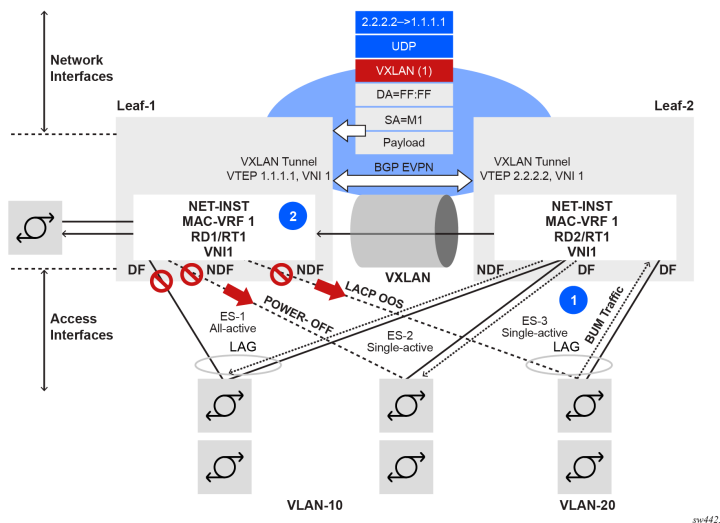 2.2.2.2–>1.1.1.1
UDP
VXLAN (1)
DA=FF:FF
SA=M1
Payload
Network
Interfaces
Leaf-1
Leaf-2
BGP EVPN
VXLAN Tunnel
VTEP 1.1.1.1, VNI 1
VXLAN Tunnel
VTEP 2.2.2.2, VNI 1
NET-INST
MAC-VRF 1
RD1/RT1
VNI1
2
NET-INST
MAC-VRF 1
RD2/RT1
VNI1
VXLAN
DF
NDF
NDF
NDF
DF
DF
Access
Interfaces
LACP OOS
POWER- OFF
1
BUM Traffic
ES-1
All-active
LAG
ES-2
Single-active
ES-3
Single-active
LAG
VLAN-10
VLAN-20
sw442